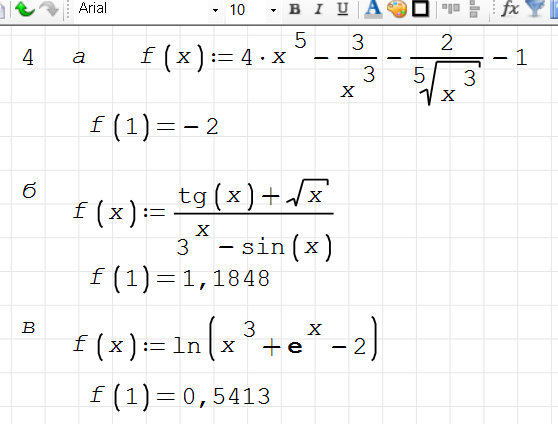 Arial 10 B I U A fx
4 а f(x):=4·x^5-3/x^3-2/⁵√(x^3)-1
f(1)=-2
б f(x):=(tg(x)+√x)/(3^x-sin(x))
f(1)=1,1848
в f(x):=ln(x^3+e^x-2)
f(1)=0,5413